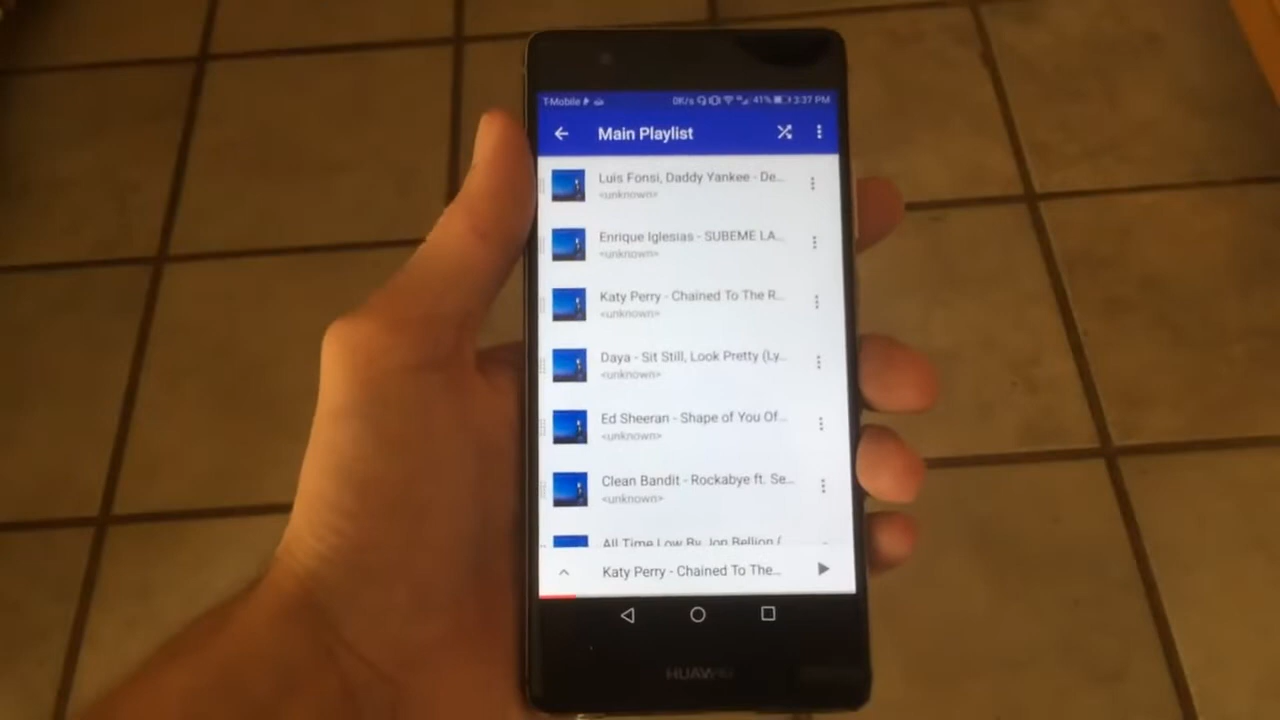 T-Mobile 0K/s 41% 3:37 PM
Main Playlist
Luis Fonsi, Daddy Yankee - De...
<unknown>
Enrique Iglesias - SUBEME LA...
<unknown>
Katy Perry - Chained To The R...
<unknown>
Daya - Sit Still, Look Pretty (Ly...
<unknown>
Ed Sheeran - Shape of You Of...
<unknown>
Clean Bandit - Rockabye ft. Se...
<unknown>
All Time Low By Jon Bellion (
Katy Perry - Chained To The...
HUAWEI